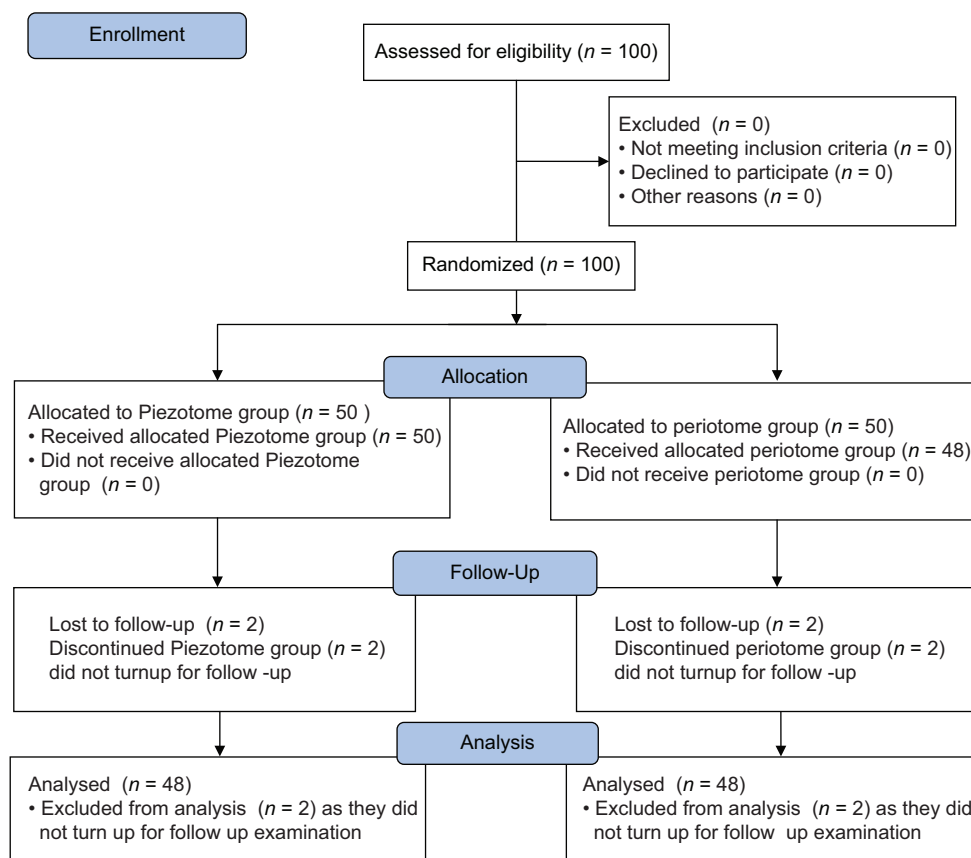 Enrollment
Assessed for eligibility (n = 100)
Excluded (n = 0)
• Not meeting inclusion criteria (n = 0)
• Declined to participate (n = 0)
• Other reasons (n = 0)
Randomized (n = 100)
Allocation
Allocated to Piezotome group (n = 50 )
• Received allocated Piezotome group (n = 50)
• Did not receive allocated Piezotome
group (n = 0)
Allocated to periotome group (n = 50)
• Received allocated periotome group (n = 48)
• Did not receive periotome group (n = 0)
Follow-Up
Lost to follow-up (n = 2)
Discontinued Piezotome group (n = 2)
did not turnup for follow -up
Lost to follow-up (n = 2)
Discontinued periotome group (n = 2)
did not turnup for follow -up
Analysis
Analysed (n = 48)
• Excluded from analysis (n = 2) as they did
not turn up for follow up examination
Analysed (n = 48)
• Excluded from analysis (n = 2) as they did
not turn up for follow up examination